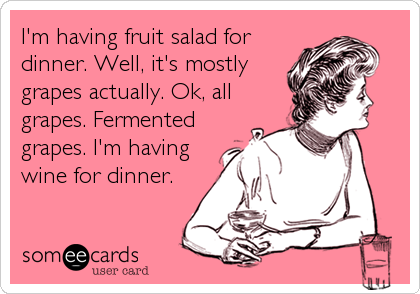 I'm having fruit salad for
dinner. Well, it's mostly
grapes actually. Ok, all
grapes. Fermented
grapes. I'm having
wine for dinner.
someecards
user card